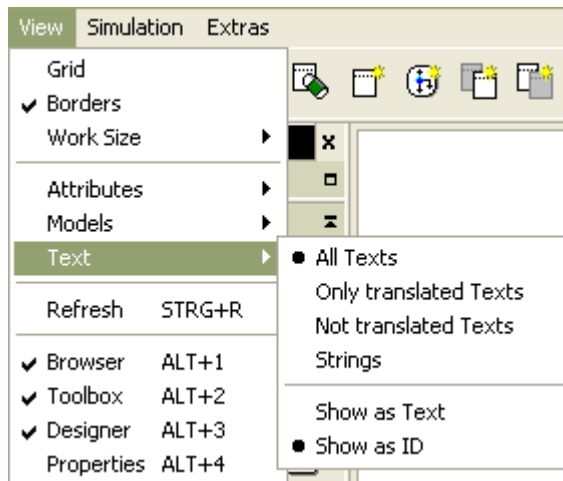 View Simulation Extras
Grid
Borders
Work Size
Attributes
Models
Text
All Texts
Only translated Texts
Not translated Texts
Strings
Show as Text
Show as ID
Refresh STRG+R
Browser ALT+1
Toolbox ALT+2
Designer ALT+3
Properties ALT+4